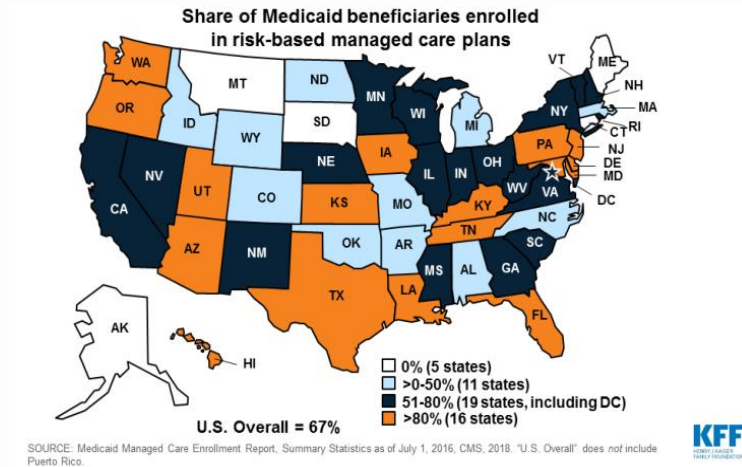 Share of Medicaid beneficiaries enrolled
in risk-based managed care plans
WA
MT
ND
MN
VT
ME
NH
OR
ID
SD
WI
MI
NY
MA
RI
CT
WY
IA
PA
NJ
NE
DE
MD
NV
UT
CO
IL
IN
OH
WV
VA
DC
CA
KS
MO
KY
NC
AZ
NM
OK
AR
TN
SC
MS
AL
GA
TX
LA
FL
AK
HI
0% (5 states)
>0-50% (11 states)
51-80% (19 states, including DC)
>80% (16 states)
U.S. Overall = 67%
SOURCE: Medicaid Managed Care Enrollment Report, Summary Statistics as of July 1, 2016, CMS, 2018. “U.S. Overall” does not include
Puerto Rico.
KFF
HENRY J KAISER
FAMILY FOUNDATION